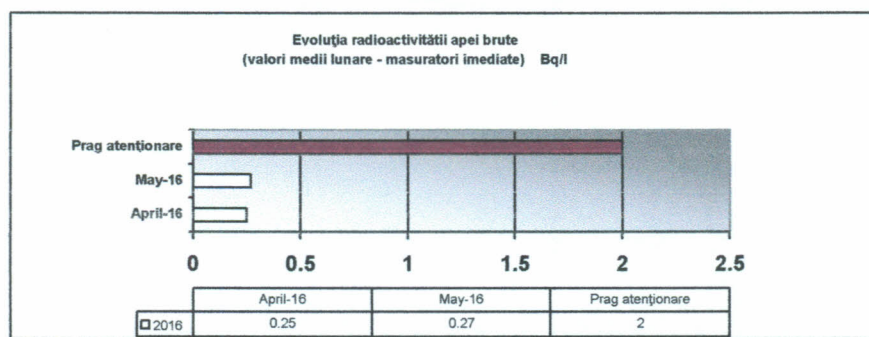 Evoluţia radioactivitătii apei brute
(valori medii lunare - masuratori imediate) Bq/l
Prag atenţionare
May-16
April-16
0 0.5 1 1.5 2 2.5
April-16 May-16 Prag atenţionare
2016 0.25 0.27 2